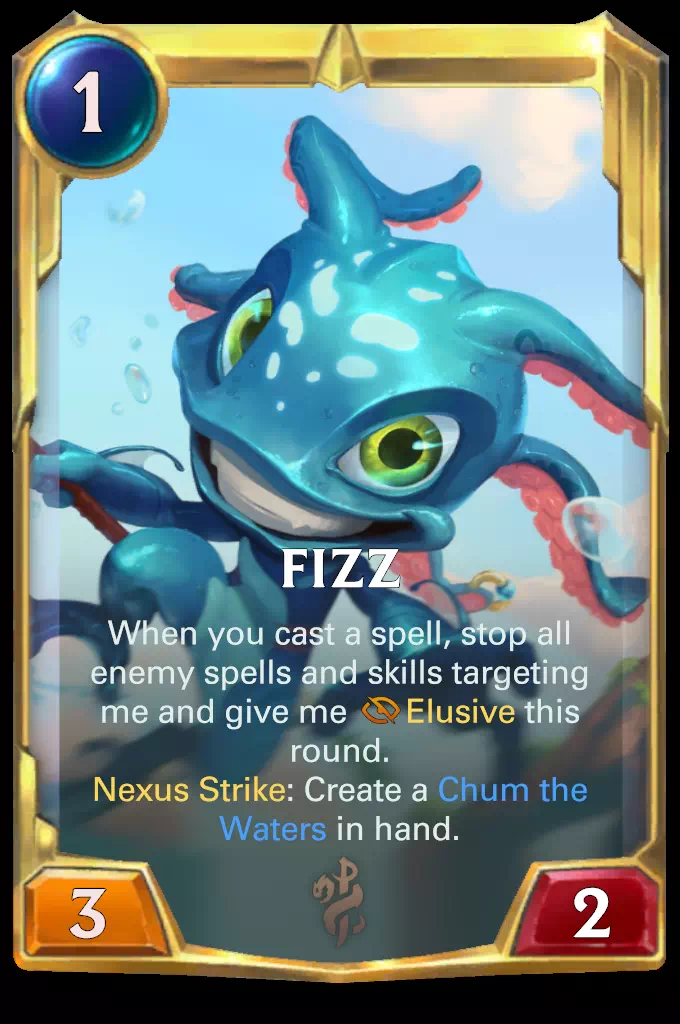 1
FIZZ
When you cast a spell, stop all
enemy spells and skills targeting
me and give me Elusive this
round.
Nexus Strike: Create a Chum the
Waters in hand.
3
2